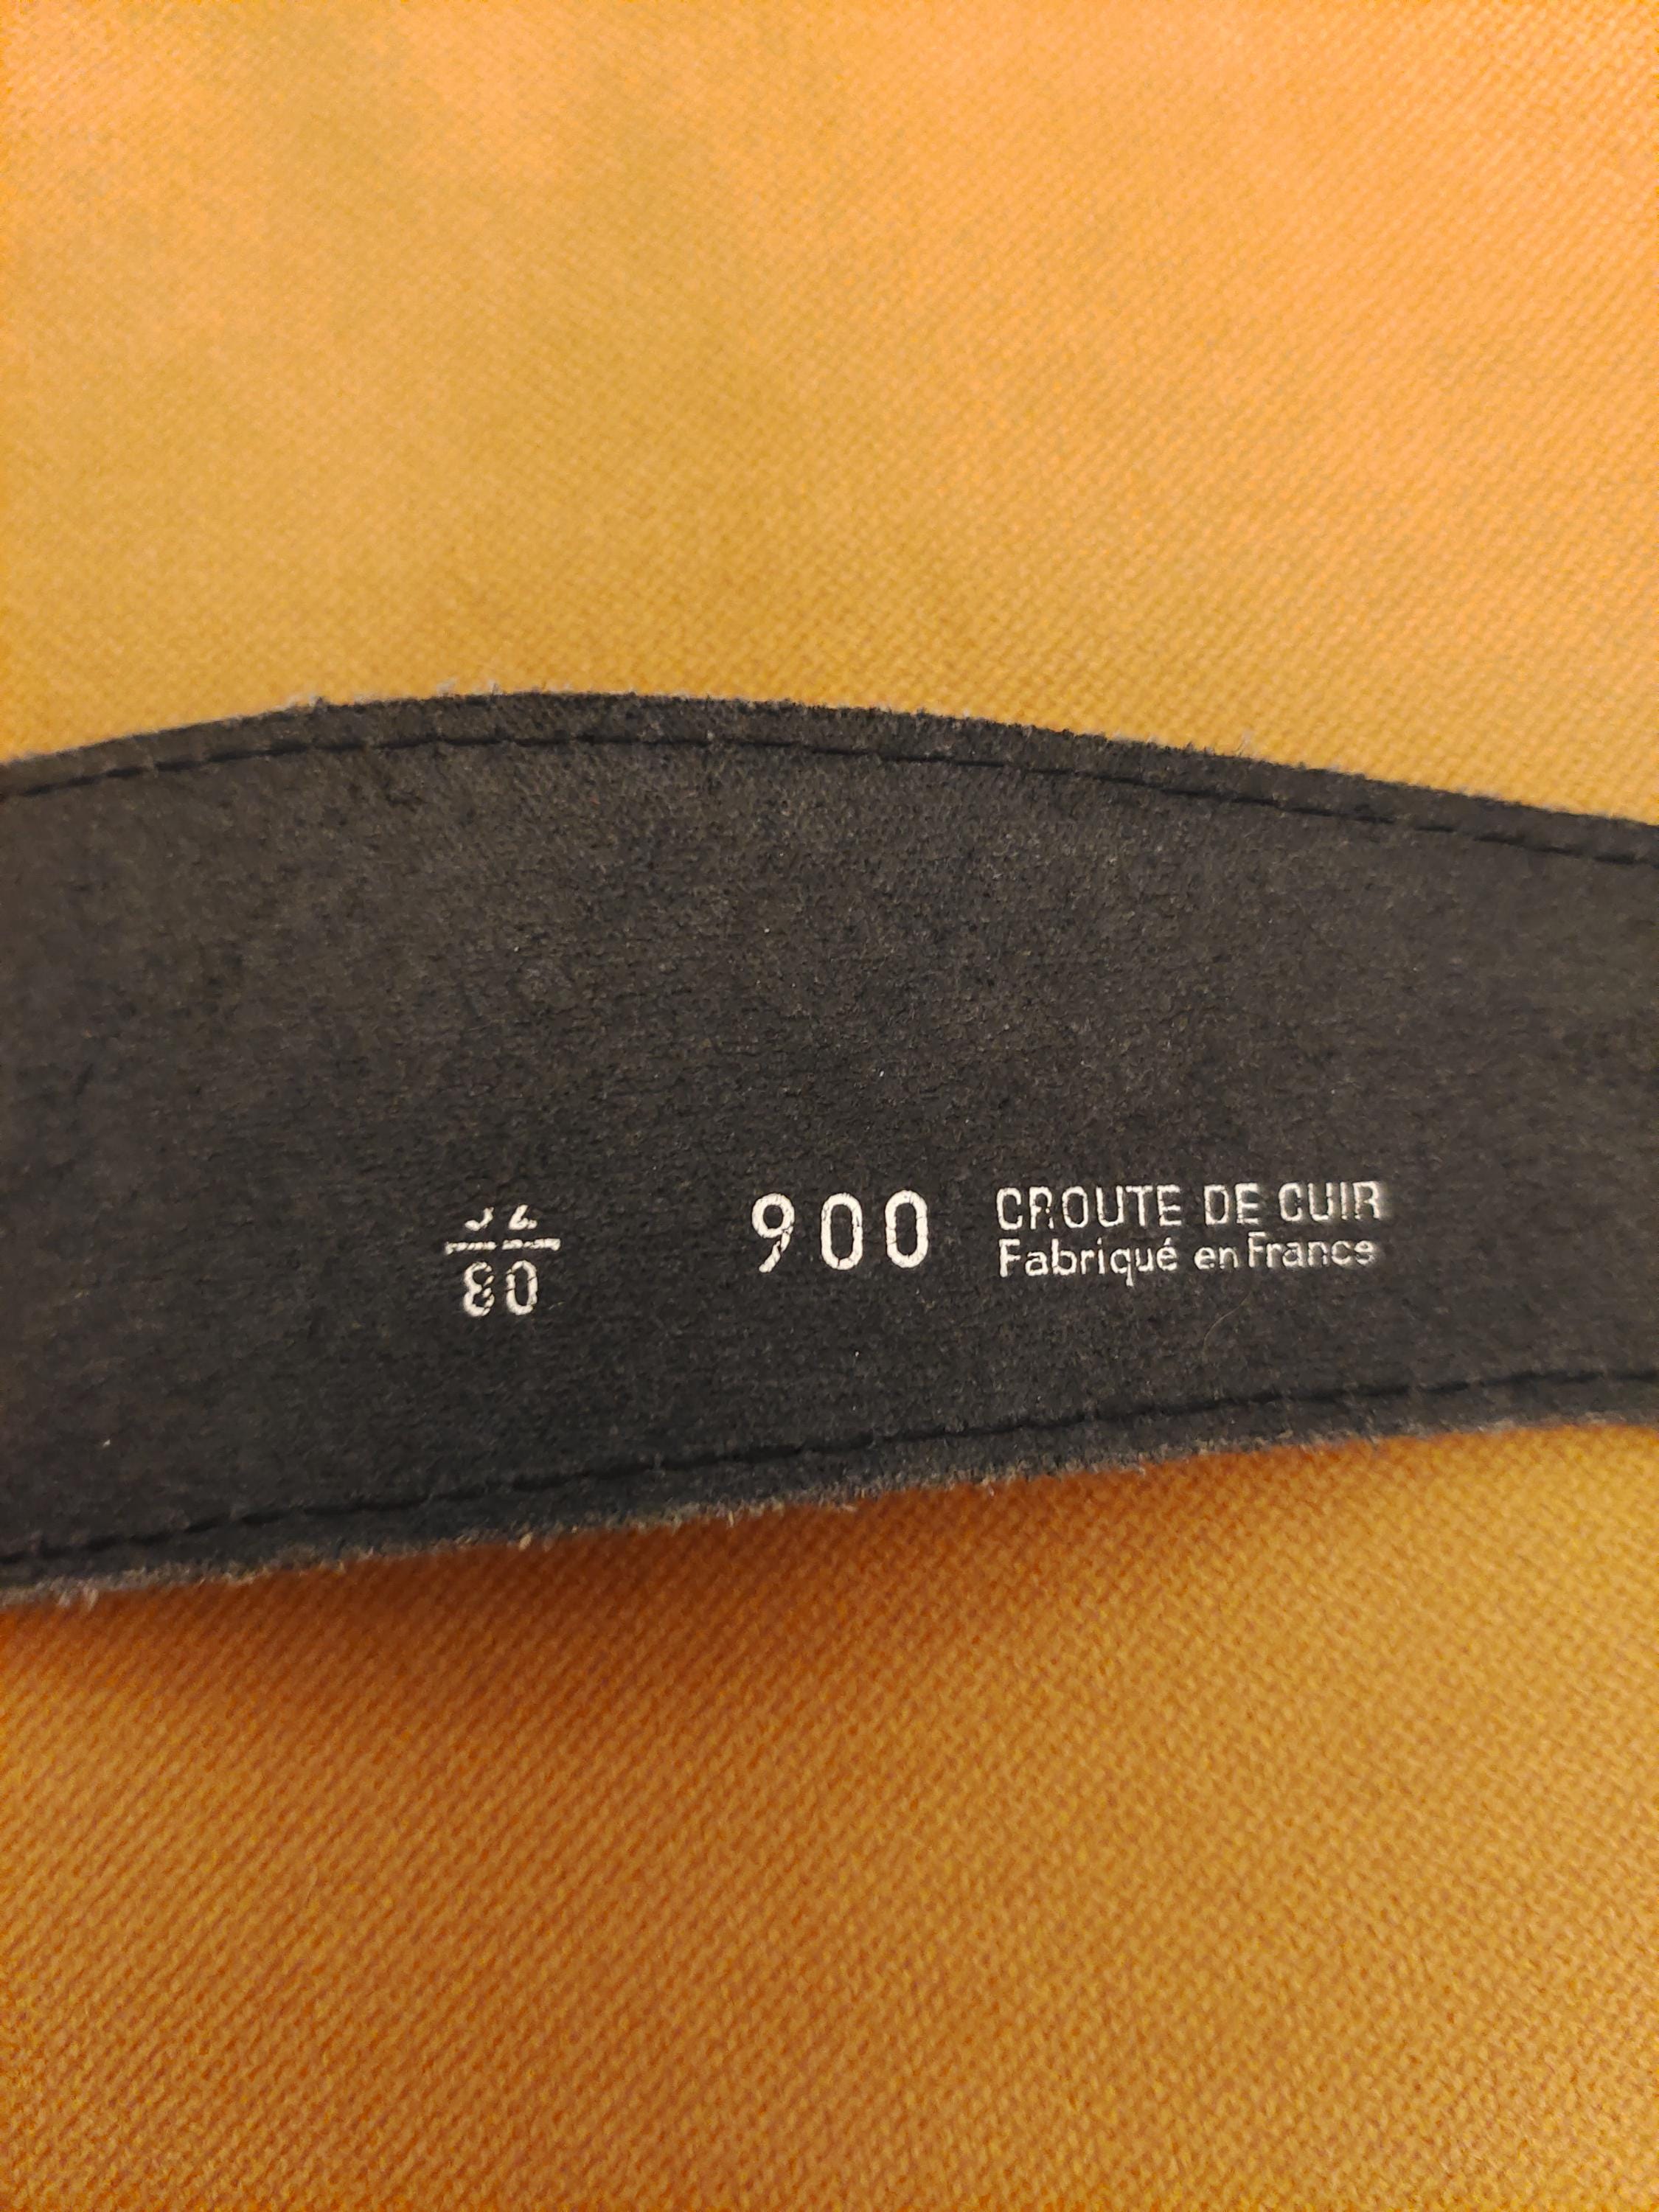 80
900
CROUTE DE CUIR
Fabriqué en France